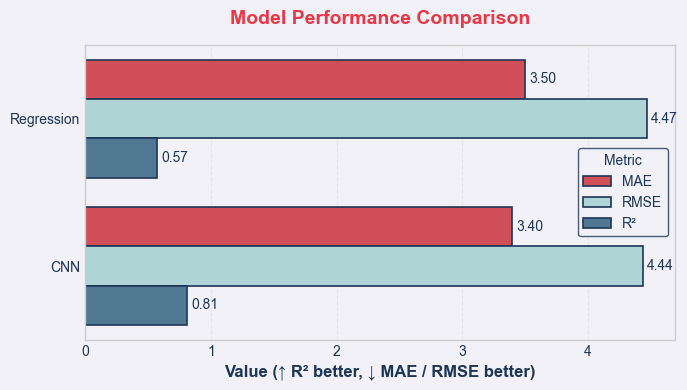 Model Performance Comparison
3.50
Regression
4.47
0.57
Metric
MAE
RMSE
R²
3.40
CNN
4.44
0.81
0 1 2 3 4
Value (↑ R² better, ↓ MAE / RMSE better)